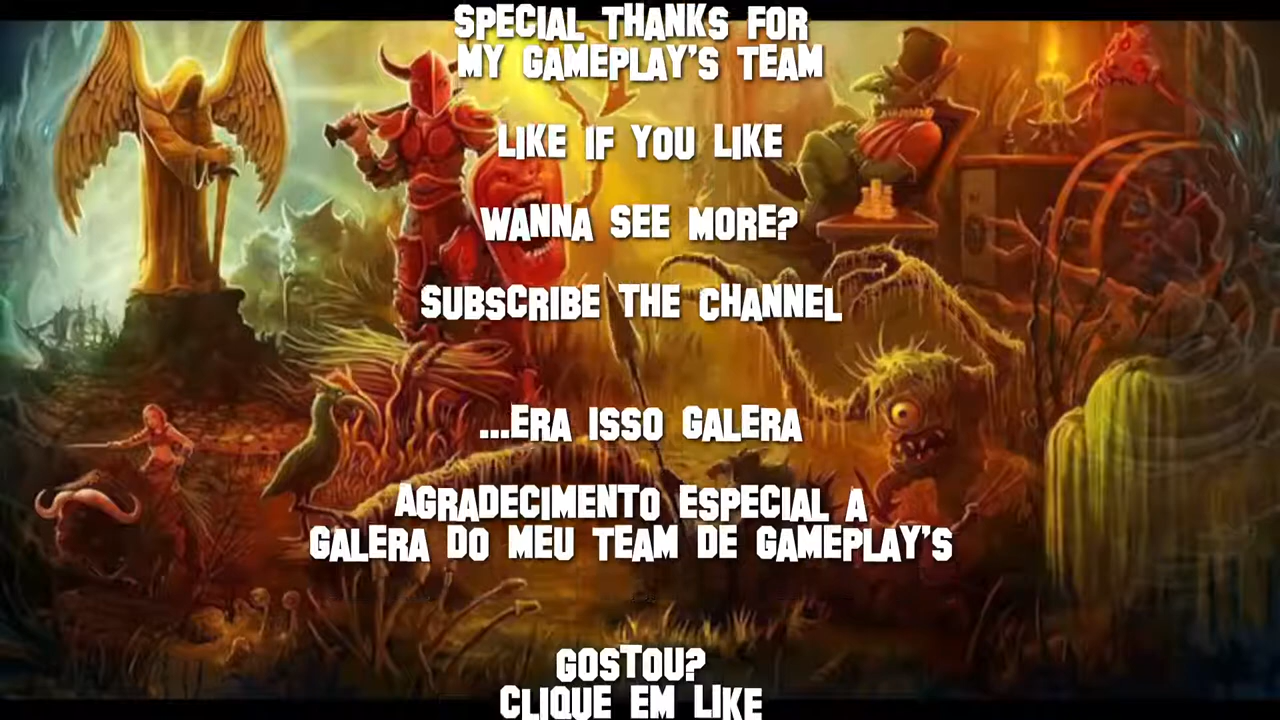 SPECIAL THANKS FOR
MY GAMEPLAY'S TEAM
LIKE IF YOU LIKE
WANNA SEE MORE?
SUBSCRIBE THE CHANNEL
...ERA ISSO GALERA
AGRADECIMENTO ESPECIAL A
GALERA DO MEU TEAM DE GAMEPLAY'S
GOSTOU?
CLIQUE EM LIKE